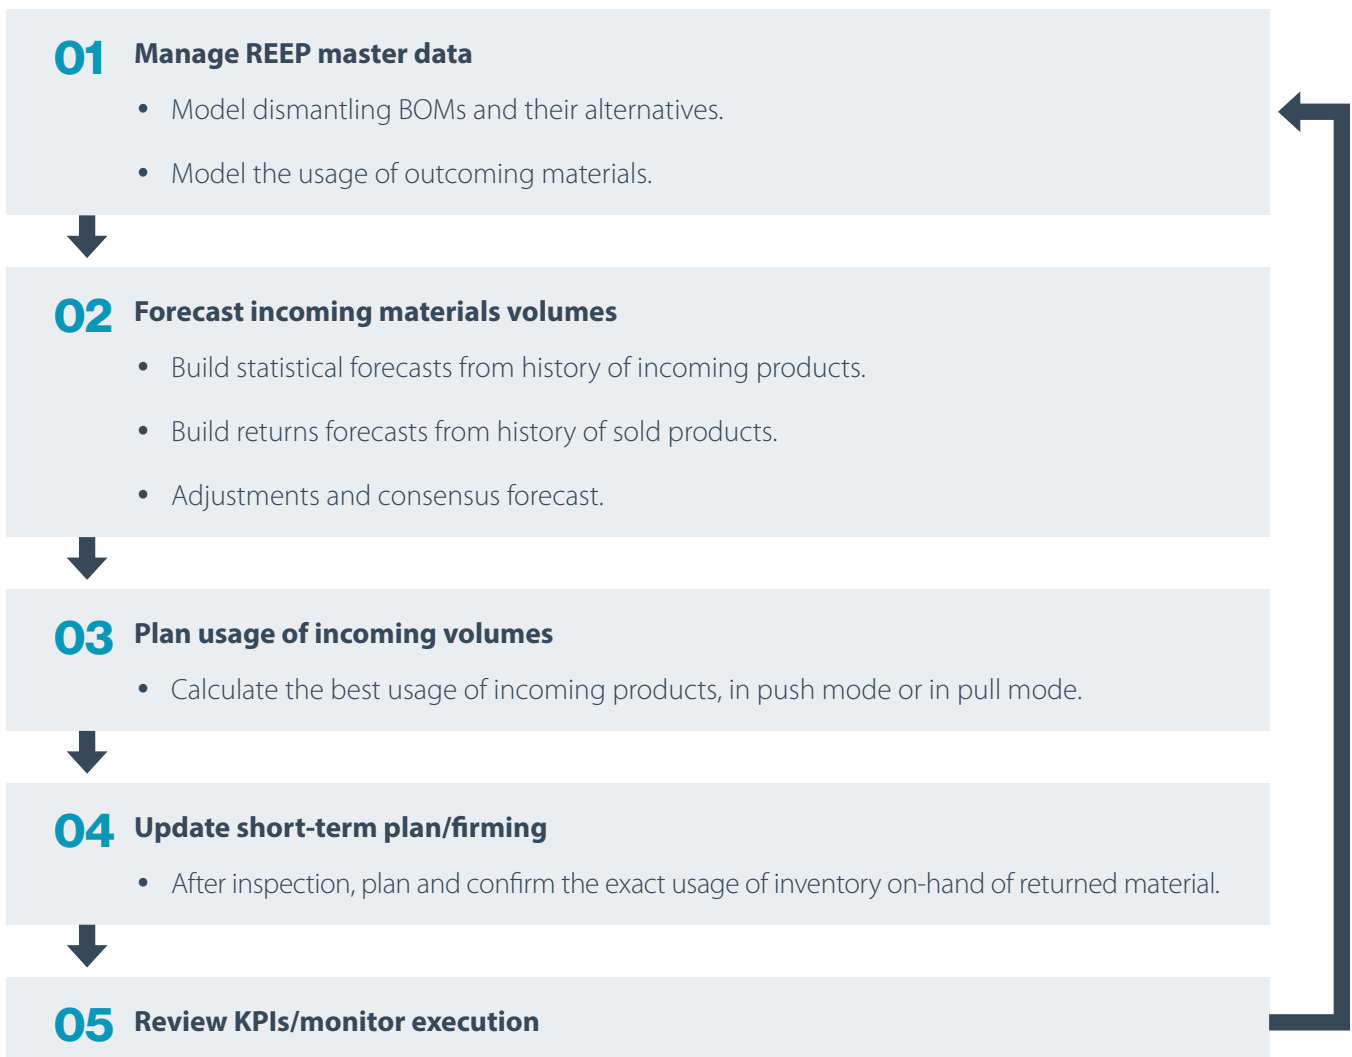 01 Manage REEP master data
• Model dismantling BOMs and their alternatives.
• Model the usage of outcoming materials.
02 Forecast incoming materials volumes
• Build statistical forecasts from history of incoming products.
• Build returns forecasts from history of sold products.
• Adjustments and consensus forecast.
03 Plan usage of incoming volumes
• Calculate the best usage of incoming products, in push mode or in pull mode.
04 Update short-term plan/firming
• After inspection, plan and confirm the exact usage of inventory on-hand of returned material.
05 Review KPIs/monitor execution